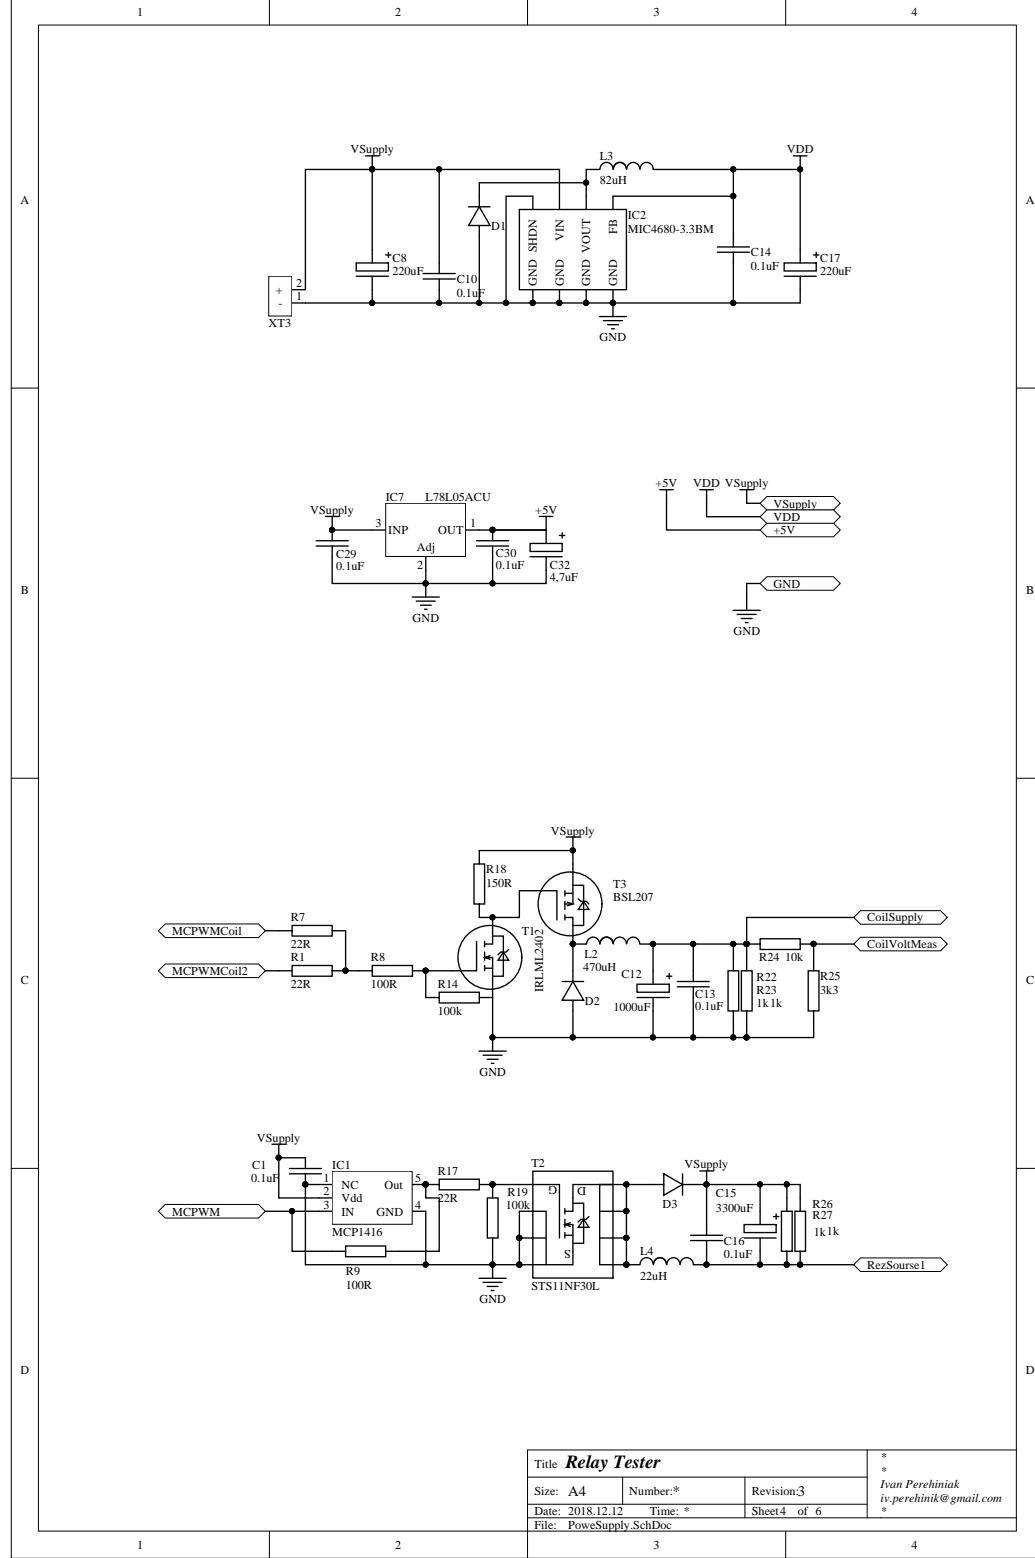 1 2 3 4
VSupply
L3
82uH
VDD
A A
IC2
MIC4680-3.3BM
SHDN VIN VOUT FB
GND GND GND GND
D1
C8
220uF
C10
0.1uF
C14
0.1uF
C17
220uF
+ 2
- 1
XT3
GND
IC7 L78L05ACU
VSupply
3 INP OUT 1
Adj
2
+5V
C29
0.1uF
C30
0.1uF
C32
4,7uF
GND
+5V VDD VSupply
VSupply
VDD
+5V
GND
GND
B B
VSupply
R18
150R
T3
BSL207
T1
IRLML2402
MCPWMCoil
R7
22R
MCPWMCoil2
R1
22R
R8
100R
R14
100k
L2
470uH
D2
C12
1000uF
C13
0.1uF
R22
R23
1k1k
R24 10k
R25
3k3
CoilSupply
CoilVoltMeas
GND
C C
VSupply
C1
0.1uF
IC1
1 NC Out 5
2 Vdd
3 IN GND 4
MCP1416
MCPWM
R9
100R
R17
22R
R19
100k
T2
G D
S
STS11NF30L
GND
D3
VSupply
C15
3300uF
C16
0.1uF
R26
R27
1k1k
L4
22uH
RezSourse1
D D
Title Relay Tester
Size: A4 Number:* Revision:3
Date: 2018.12.12 Time: * Sheet4 of 6
File: PoweSupply.SchDoc
*
*
Ivan Perehiniak
iv.perehinik@gmail.com
*
1 2 3 4